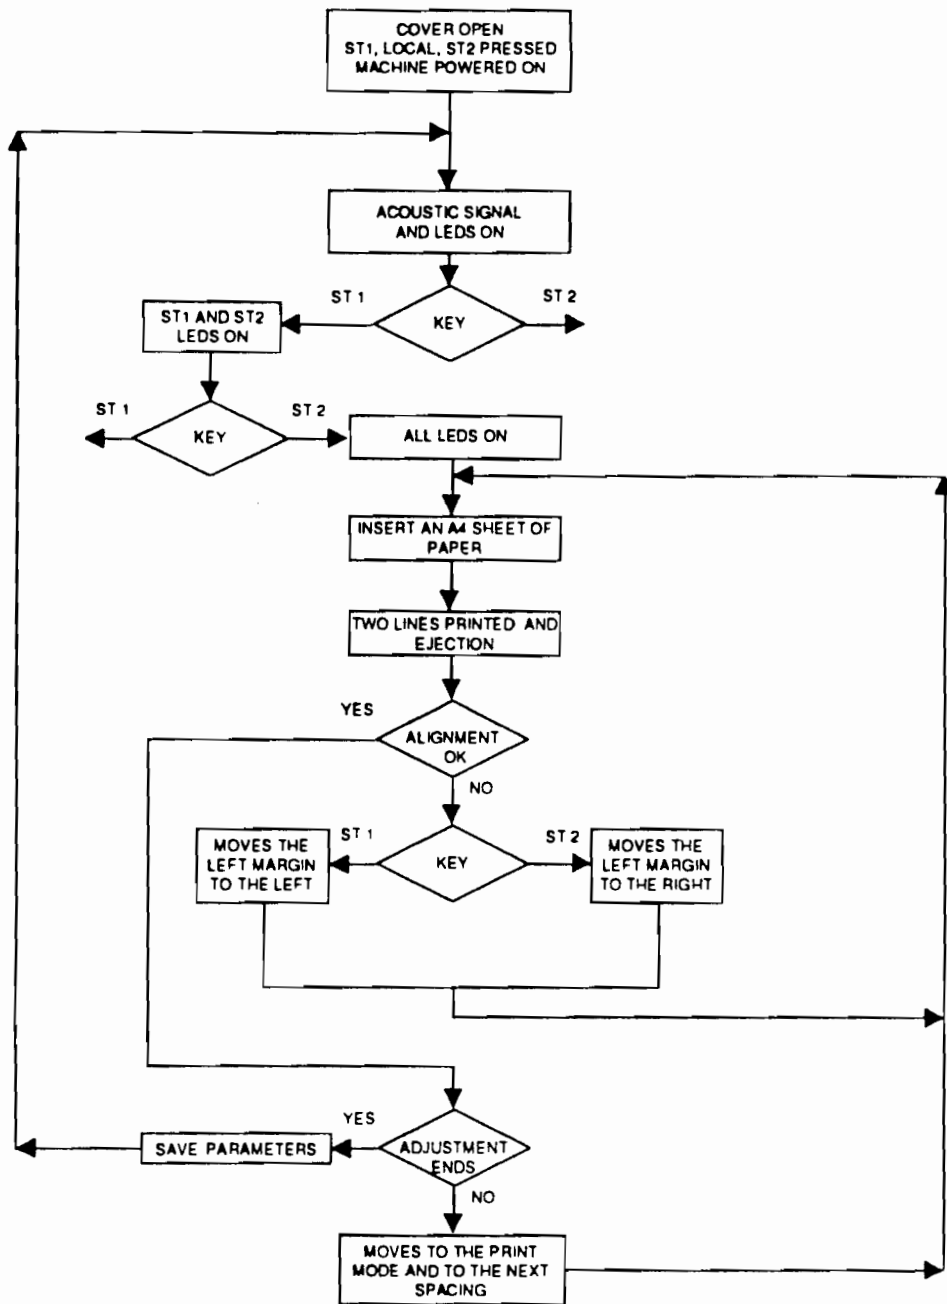 COVER OPEN
ST1, LOCAL, ST2 PRESSED
MACHINE POWERED ON
ACOUSTIC SIGNAL
AND LEDS ON
ST 1
ST 2
KEY
ST1 AND ST2
LEDS ON
ST 1
ST 2
KEY
ALL LEDS ON
INSERT AN A4 SHEET OF
PAPER
TWO LINES PRINTED AND
EJECTION
YES
ALIGNMENT
OK
NO
ST 1
ST 2
MOVES THE
LEFT MARGIN
TO THE LEFT
KEY
MOVES THE
LEFT MARGIN
TO THE RIGHT
YES
SAVE PARAMETERS
ADJUSTMENT
ENDS
NO
MOVES TO THE PRINT
MODE AND TO THE NEXT
SPACING